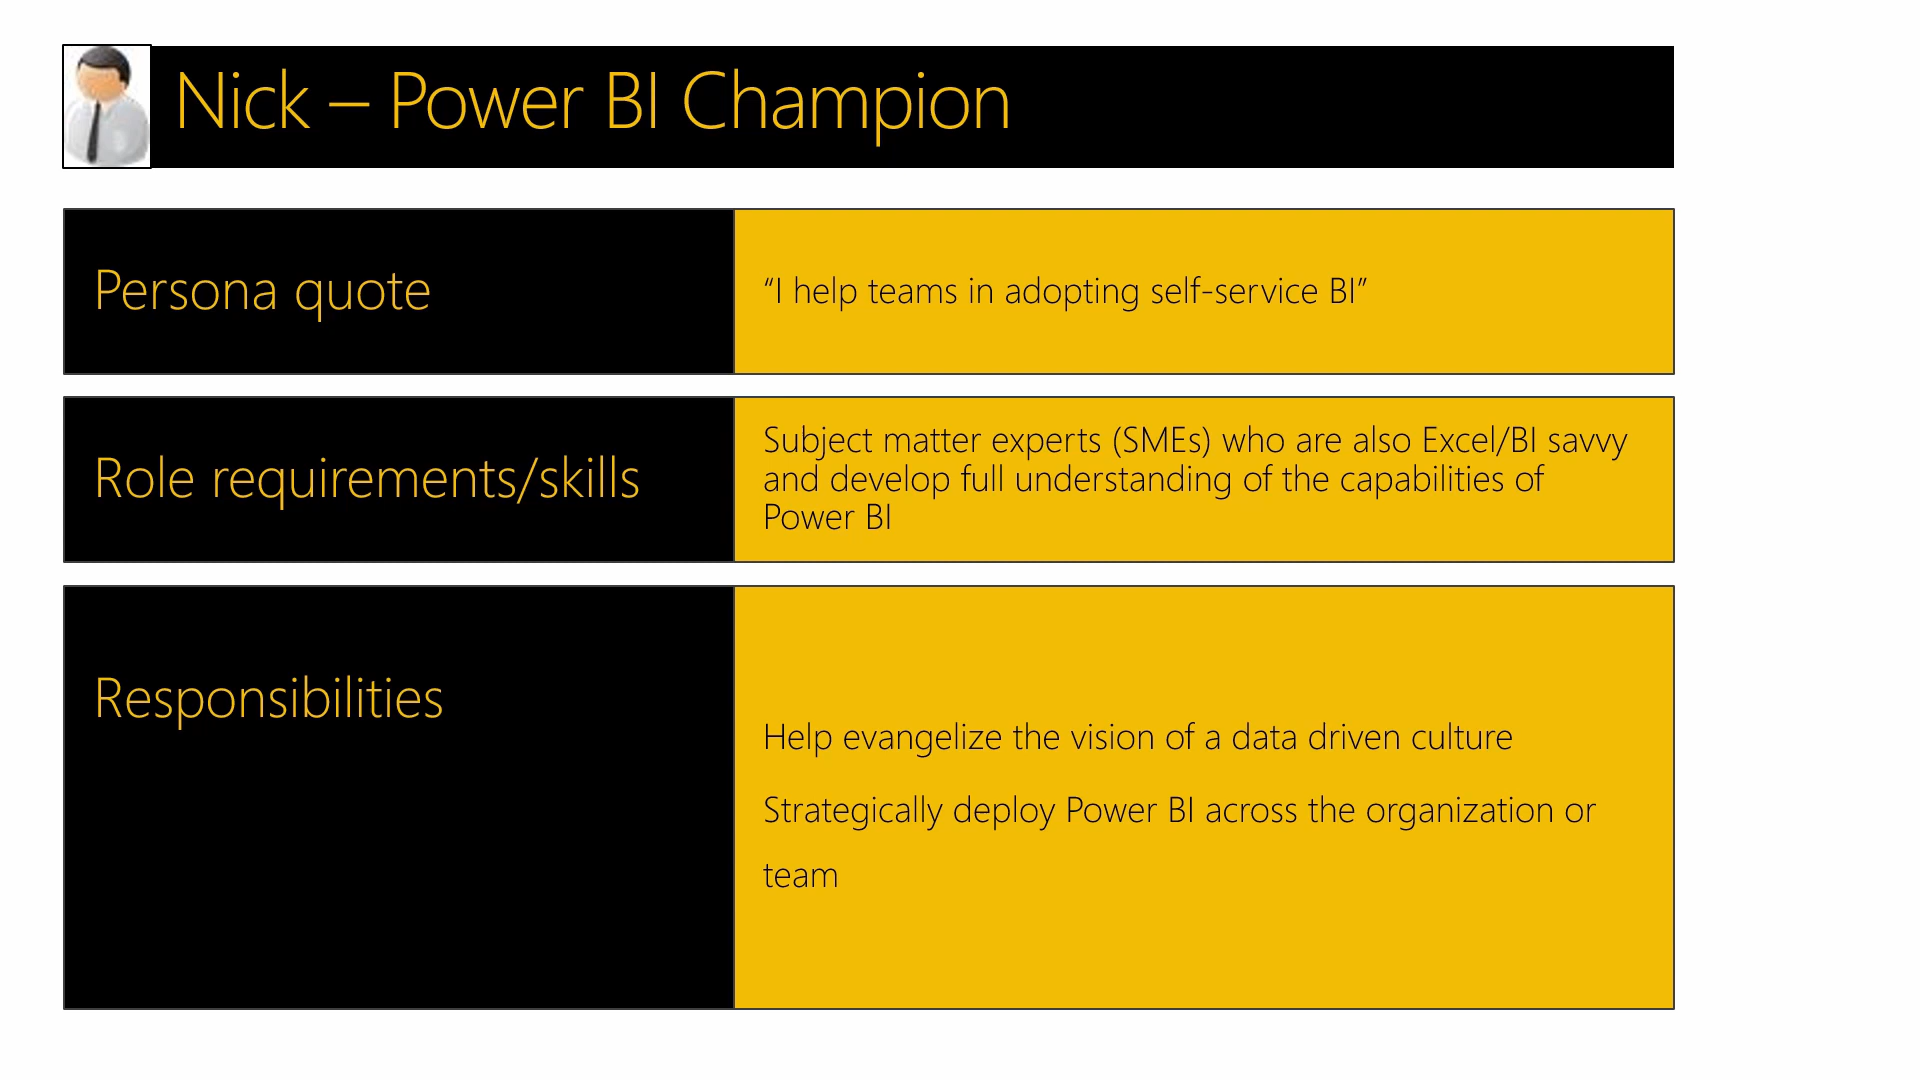 Nick – Power BI Champion
Persona quote
“I help teams in adopting self-service BI”
Role requirements/skills
Subject matter experts (SMEs) who are also Excel/BI savvy
and develop full understanding of the capabilities of
Power BI
Responsibilities
Help evangelize the vision of a data driven culture
Strategically deploy Power BI across the organization or
team